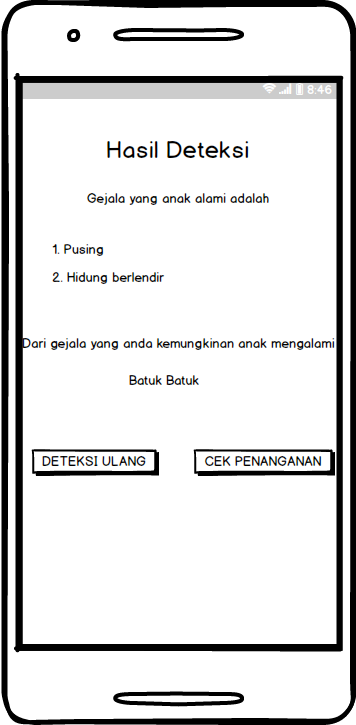 8:46
Hasil Deteksi
Gejala yang anak alami adalah
1. Pusing
2. Hidung berlendir
Dari gejala yang anda kemungkinan anak mengalami
Batuk Batuk
DETEKSI ULANG
CEK PENANGANAN